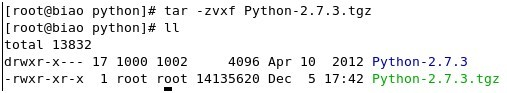 [root@biao python]# tar -zvxf Python-2.7.3.tgz
[root@biao python]# ll
total 13832
drwxr-x--- 17 1000 1002     4096 Apr 10  2012 Python-2.7.3
-rwxr-xr-x  1 root root 14135620 Dec  5 17:42 Python-2.7.3.tgz